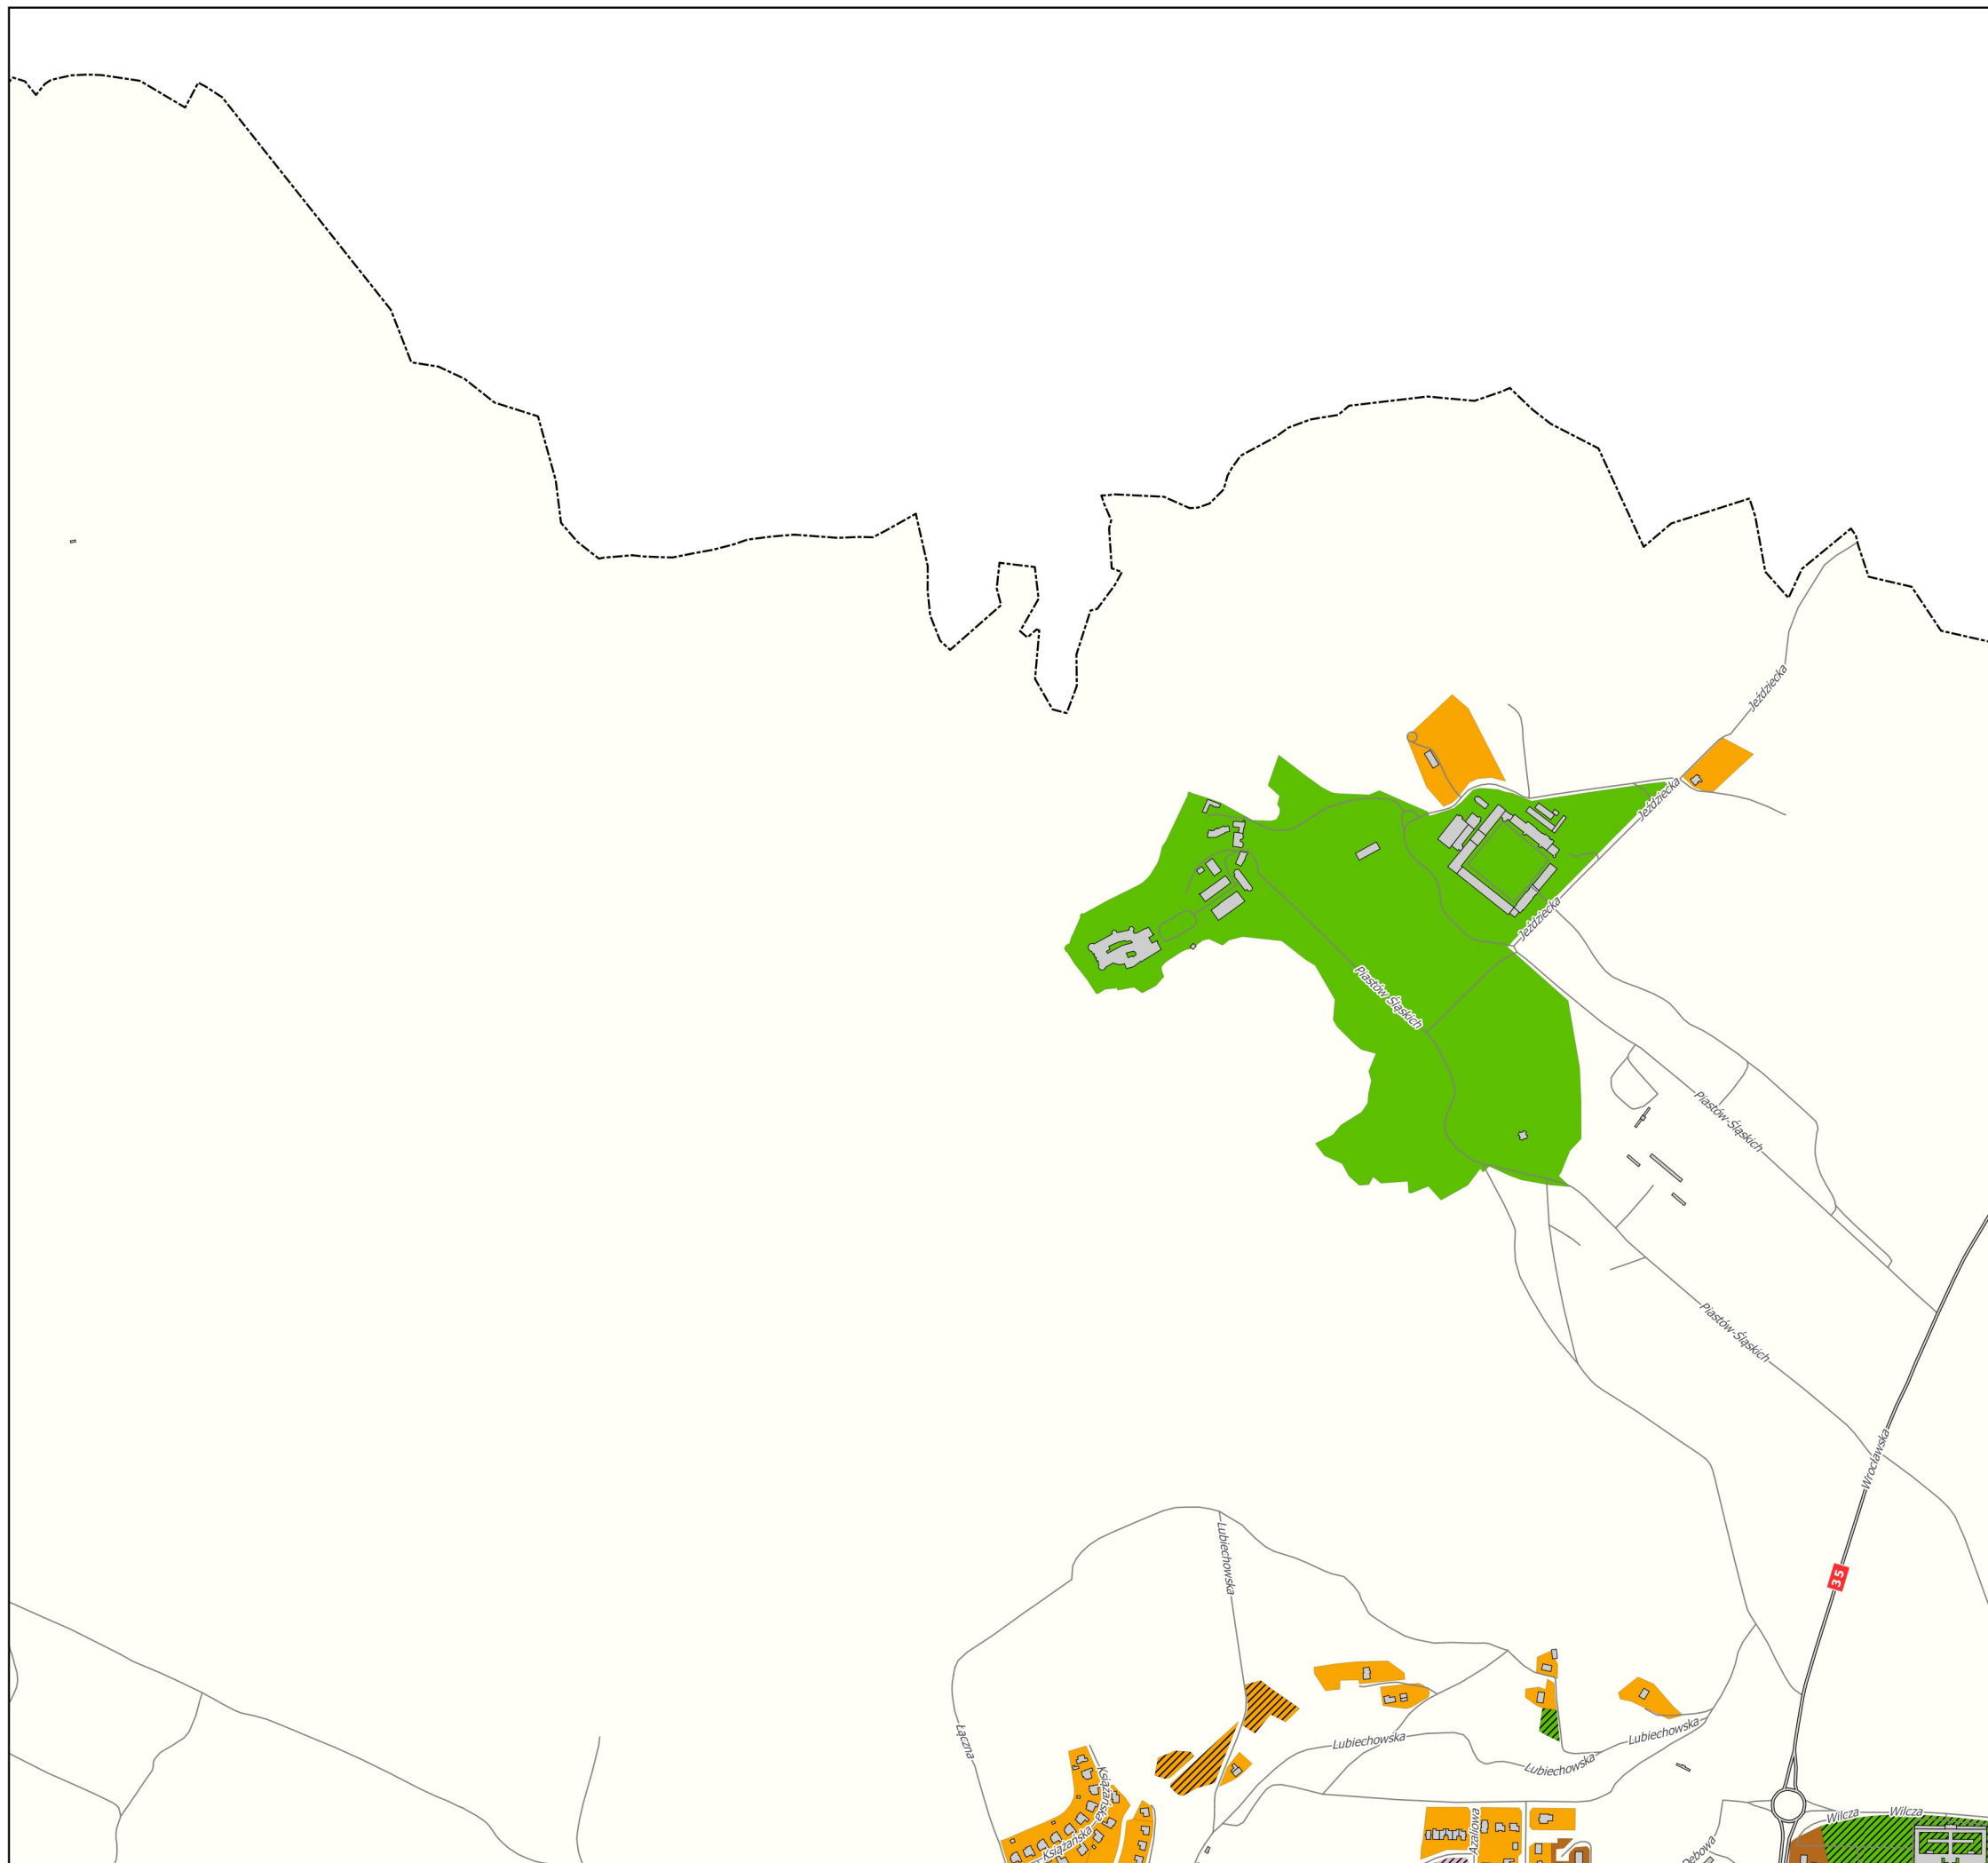 Jeździecka
Jeździecka
Jeździecka
Piastów Śląskich
Piastów-Śląskich
Piastów-Śląskich
Wrocławska
Lubiechowska
35
Łączna
Lubiechowska
Lubiechowska
Lubiechowska
Książańska
Książańska
Azaliowa
Wilcza
Wilcza
Dębowa